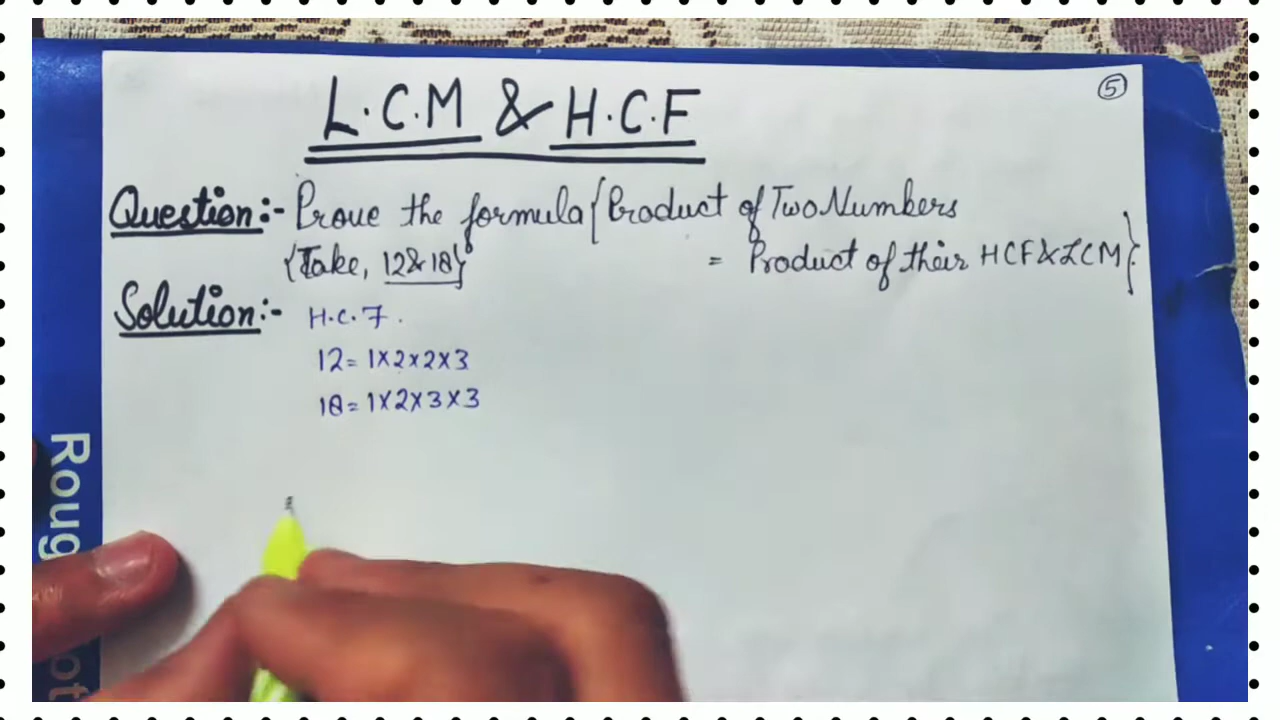 5
L.C.M & H.C.F
Question:- Prove the formula {Product of Two Numbers
{Take, 12 & 18} = Product of their HCF & LCM}
Solution:- H.C.F.
12 = 1×2×2×3
18 = 1×2×3×3
Roug